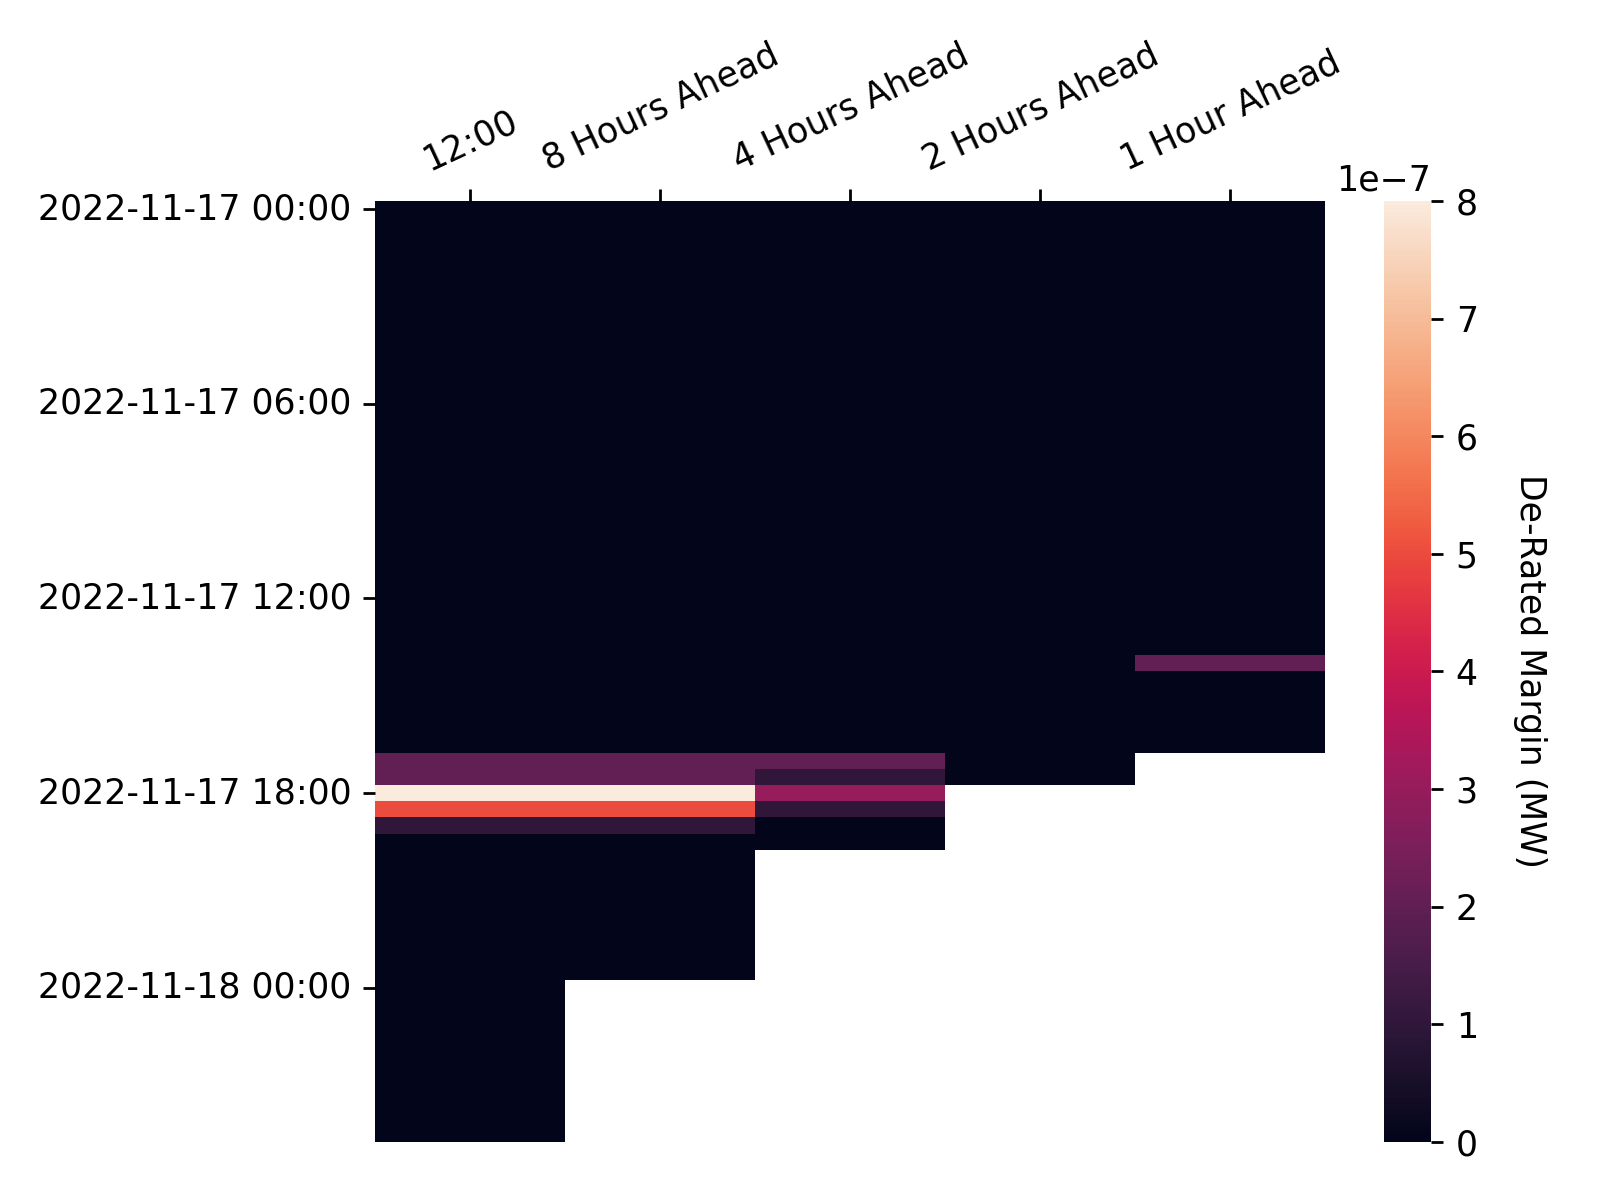 12:00
8 Hours Ahead
4 Hours Ahead
2 Hours Ahead
1 Hour Ahead
2022-11-17 00:00
2022-11-17 06:00
2022-11-17 12:00
2022-11-17 18:00
2022-11-18 00:00
1e−7
8
7
6
5
4
3
2
1
0
De-Rated Margin (MW)